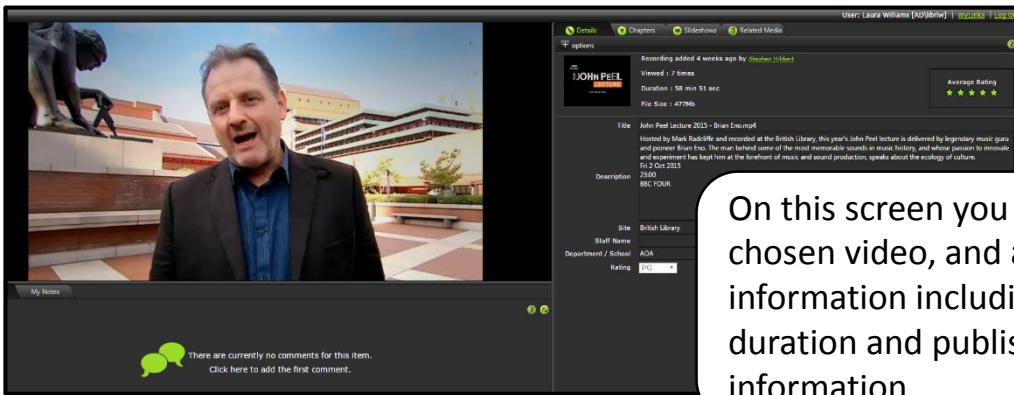 User: Laura Williams [AD\libriw] | myLinks | Log O
Details Chapters Slideshows Related Media
options
Recording added 4 weeks ago by Stephen Hibbert
JOHN PEEL
LECTURE
Viewed : 7 times
Duration : 58 min 51 sec
File Size : 477Mb
Average Rating
Title John Peel Lecture 2015 - Brian Eno.mp4
Hosted by Mark Radcliffe and recorded at the British Library, this year's John Peel lecture is delivered by legendary music guru
and pioneer Brian Eno. The man behind some of the most memorable sounds in music history, and whose passion to innovate
and experiment has kept him at the forefront of music and sound production, speaks about the ecology of culture.
Fri 2 Oct 2015
Description 23:00
BBC FOUR
Site British Library
Staff Name
Department / School ADA
Rating PG
My Notes
There are currently no comments for this item.
Click here to add the first comment.
On this screen you
chosen video, and a
information includi
duration and publis
information